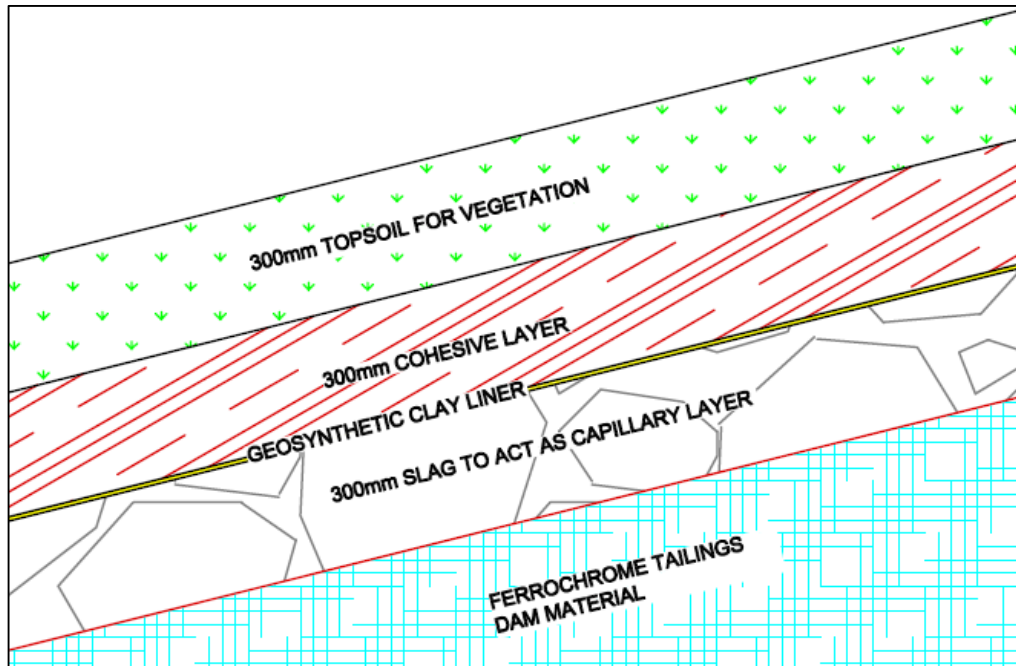 300mm TOPSOIL FOR VEGETATION
300mm COHESIVE LAYER
GEOSYNTHETIC CLAY LINER
300mm SLAG TO ACT AS CAPILLARY LAYER
FERROCHROME TAILINGS
DAM MATERIAL